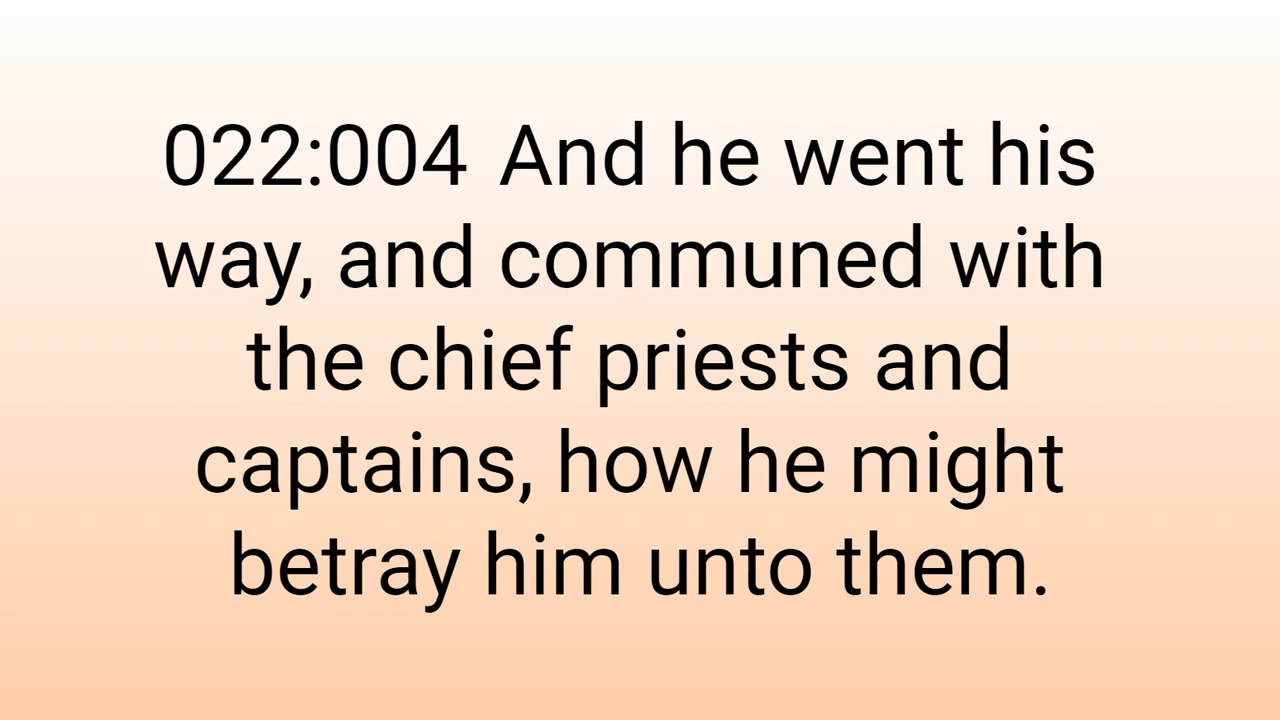 022:004 And he went his
way, and communed with
the chief priests and
captains, how he might
betray him unto them.